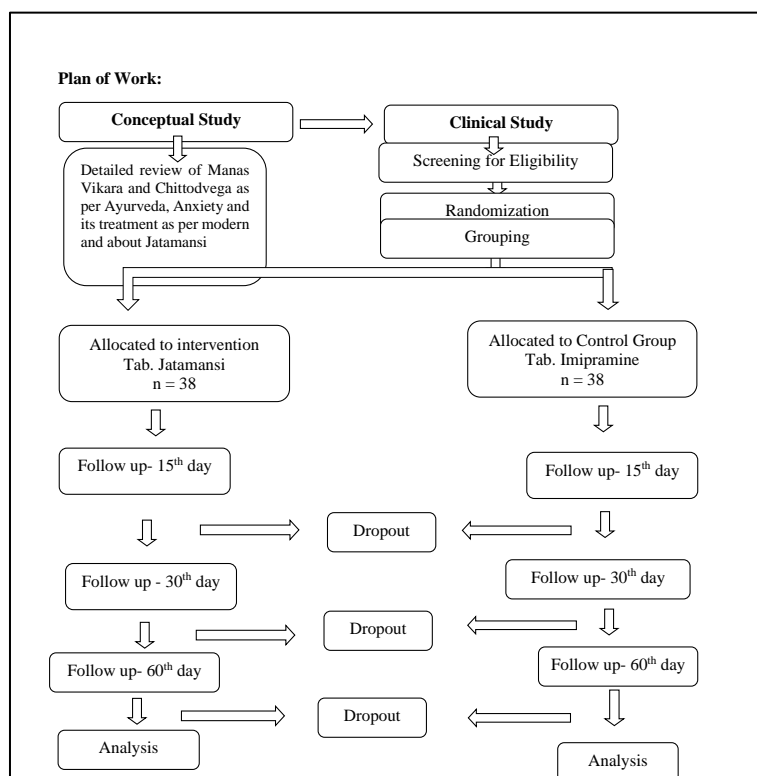 Plan of Work:
Conceptual Study
Clinical Study
Detailed review of Manas
Vikara and Chittodvega as
per Ayurveda, Anxiety and
its treatment as per modern
and about Jatamansi
Screening for Eligibility
Randomization
Grouping
Allocated to intervention
Tab. Jatamansi
n = 38
Allocated to Control Group
Tab. Imipramine
n = 38
Follow up- 15th day
Follow up- 15th day
Dropout
Follow up - 30th day
Follow up- 30th day
Dropout
Follow up- 60th day
Follow up- 60th day
Dropout
Analysis
Analysis